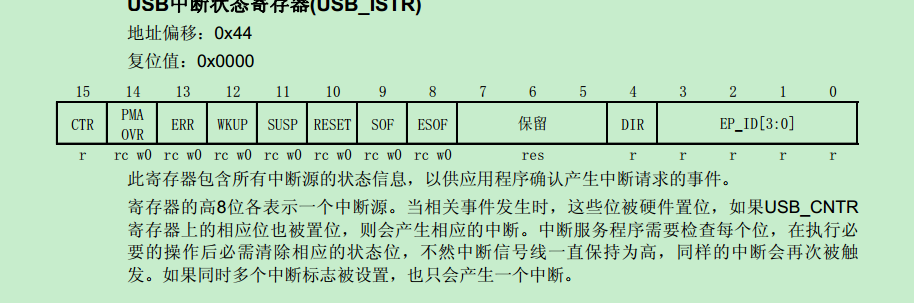 USB中断状态寄存器(USB_ISTR)
地址偏移：0x44
复位值：0x0000
15 14 13 12 11 10 9 8 7 6 5 4 3 2 1 0
CTR PMA OVR ERR WKUP SUSP RESET SOF ESOF 保留 DIR EP_ID[3:0]
r rc w0 rc w0 rc w0 rc w0 rc w0 rc w0 rc w0 res r r r r r
此寄存器包含所有中断源的状态信息，以供应用程序确认产生中断请求的事件。
寄存器的高8位各表示一个中断源。当相关事件发生时，这些位被硬件置位，如果USB_CNTR
寄存器上的相应位也被置位，则会产生相应的中断。中断服务程序需要检查每个位，在执行必
要的操作后必需清除相应的状态位，不然中断信号线一直保持为高，同样的中断会再次被触
发。如果同时多个中断标志被设置，也只会产生一个中断。